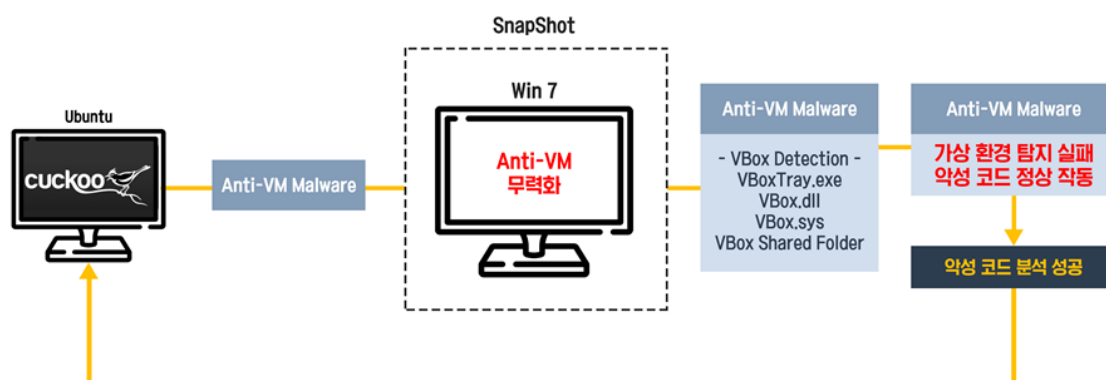 SnapShot
Ubuntu
cuckoo
Anti-VM Malware
Win 7
Anti-VM
무력화
Anti-VM Malware
- VBox Detection -
VBoxTray.exe
VBox.dll
VBox.sys
VBox Shared Folder
Anti-VM Malware
가상 환경 탐지 실패
악성 코드 정상 작동
악성 코드 분석 성공